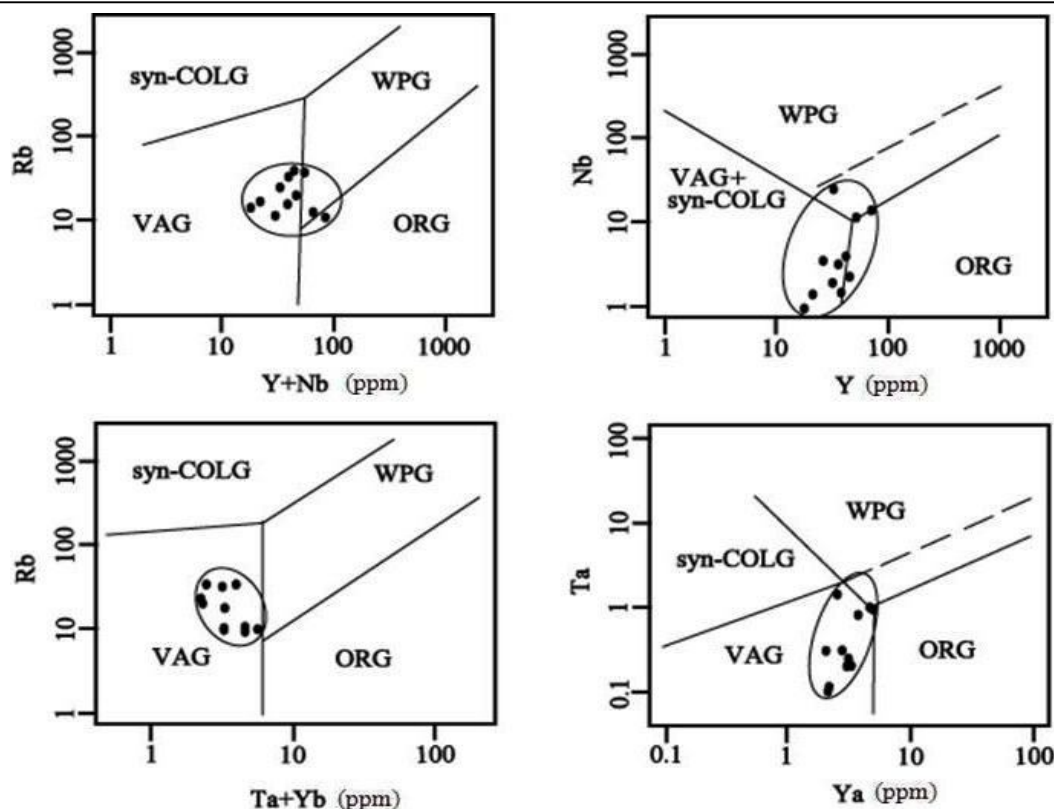 1000
100
10
1
Rb
syn-COLG
WPG
VAG
ORG
1 10 100 1000
Y+Nb (ppm)
1000
100
10
1
Nb
WPG
VAG+
syn-COLG
ORG
1 10 100 1000
Y (ppm)
1000
100
10
1
Rb
syn-COLG
WPG
VAG
ORG
1 10 100
Ta+Yb (ppm)
100
10
1
0.1
Ta
WPG
syn-COLG
VAG
ORG
0.1 1 10 100
Ya (ppm)